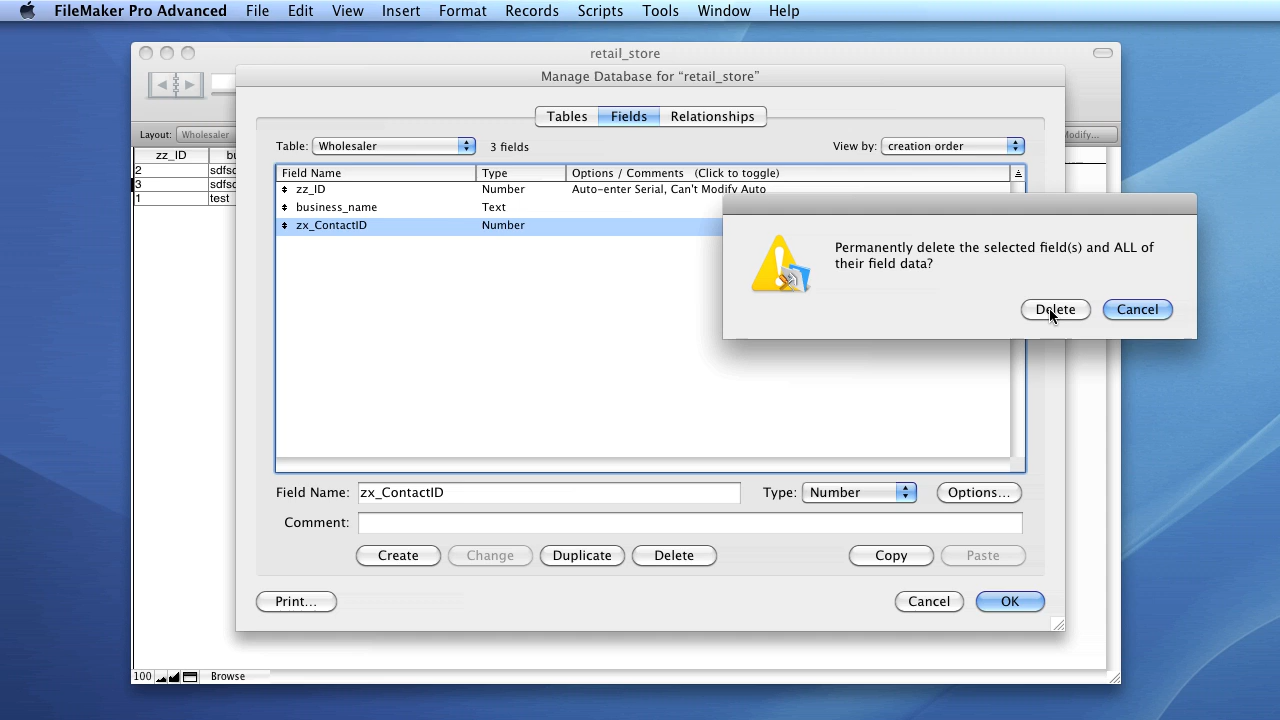 FileMaker Pro Advanced File Edit View Insert Format Records Scripts Tools Window Help
retail_store
Manage Database for “retail_store”
Tables Fields Relationships
Layout: Wholesaler
Table: Wholesaler 3 fields View by: creation order
zz_ID
2
3
1 test
Field Name Type Options / Comments (Click to toggle)
zz_ID Number Auto-enter Serial, Can't Modify Auto
business_name Text
zx_ContactID Number
Permanently delete the selected field(s) and ALL of
their field data?
Delete Cancel
Field Name: zx_ContactID Type: Number Options...
Comment:
Create Change Duplicate Delete Copy Paste
Print... Cancel OK
100 Browse